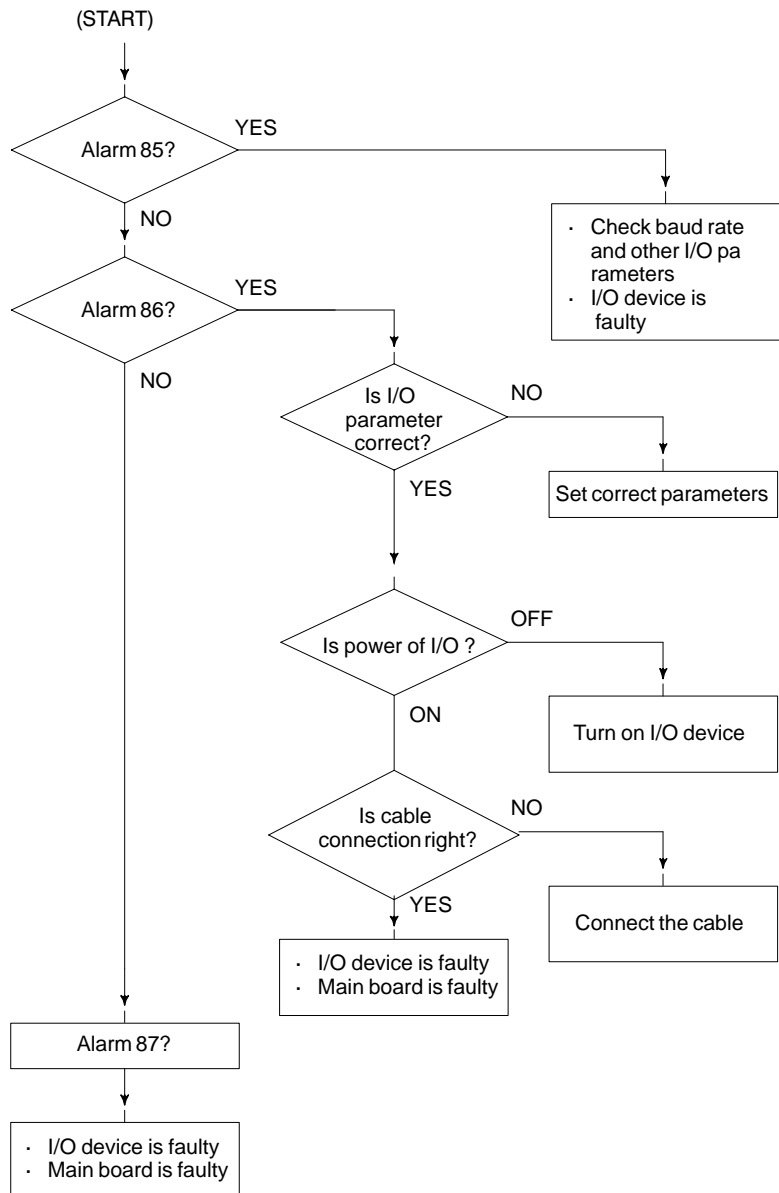 (START)
Alarm 85?
YES
NO
· Check baud rate
and other I/O pa
rameters
· I/O device is
faulty
Alarm 86?
YES
NO
Is I/O
parameter
correct?
NO
YES
Set correct parameters
Is power of I/O ?
OFF
ON
Turn on I/O device
Is cable
connection right?
NO
YES
Connect the cable
· I/O device is faulty
· Main board is faulty
Alarm 87?
· I/O device is faulty
· Main board is faulty